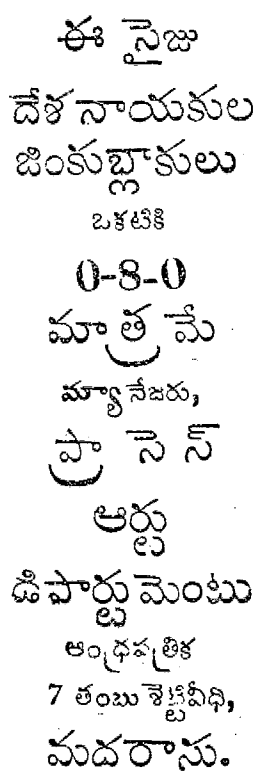 ఈ సైజు
దేశనాయకుల
జింకుబ్లాకులు
ఒకటికి
0-8-0
మాత్రమే
మ్యానేజరు,
ప్రాసెస్
ఆర్టు
డిపార్టుమెంటు
ఆంధ్రపత్రిక
7 తంబుశెట్టివీధి,
మదరాసు.